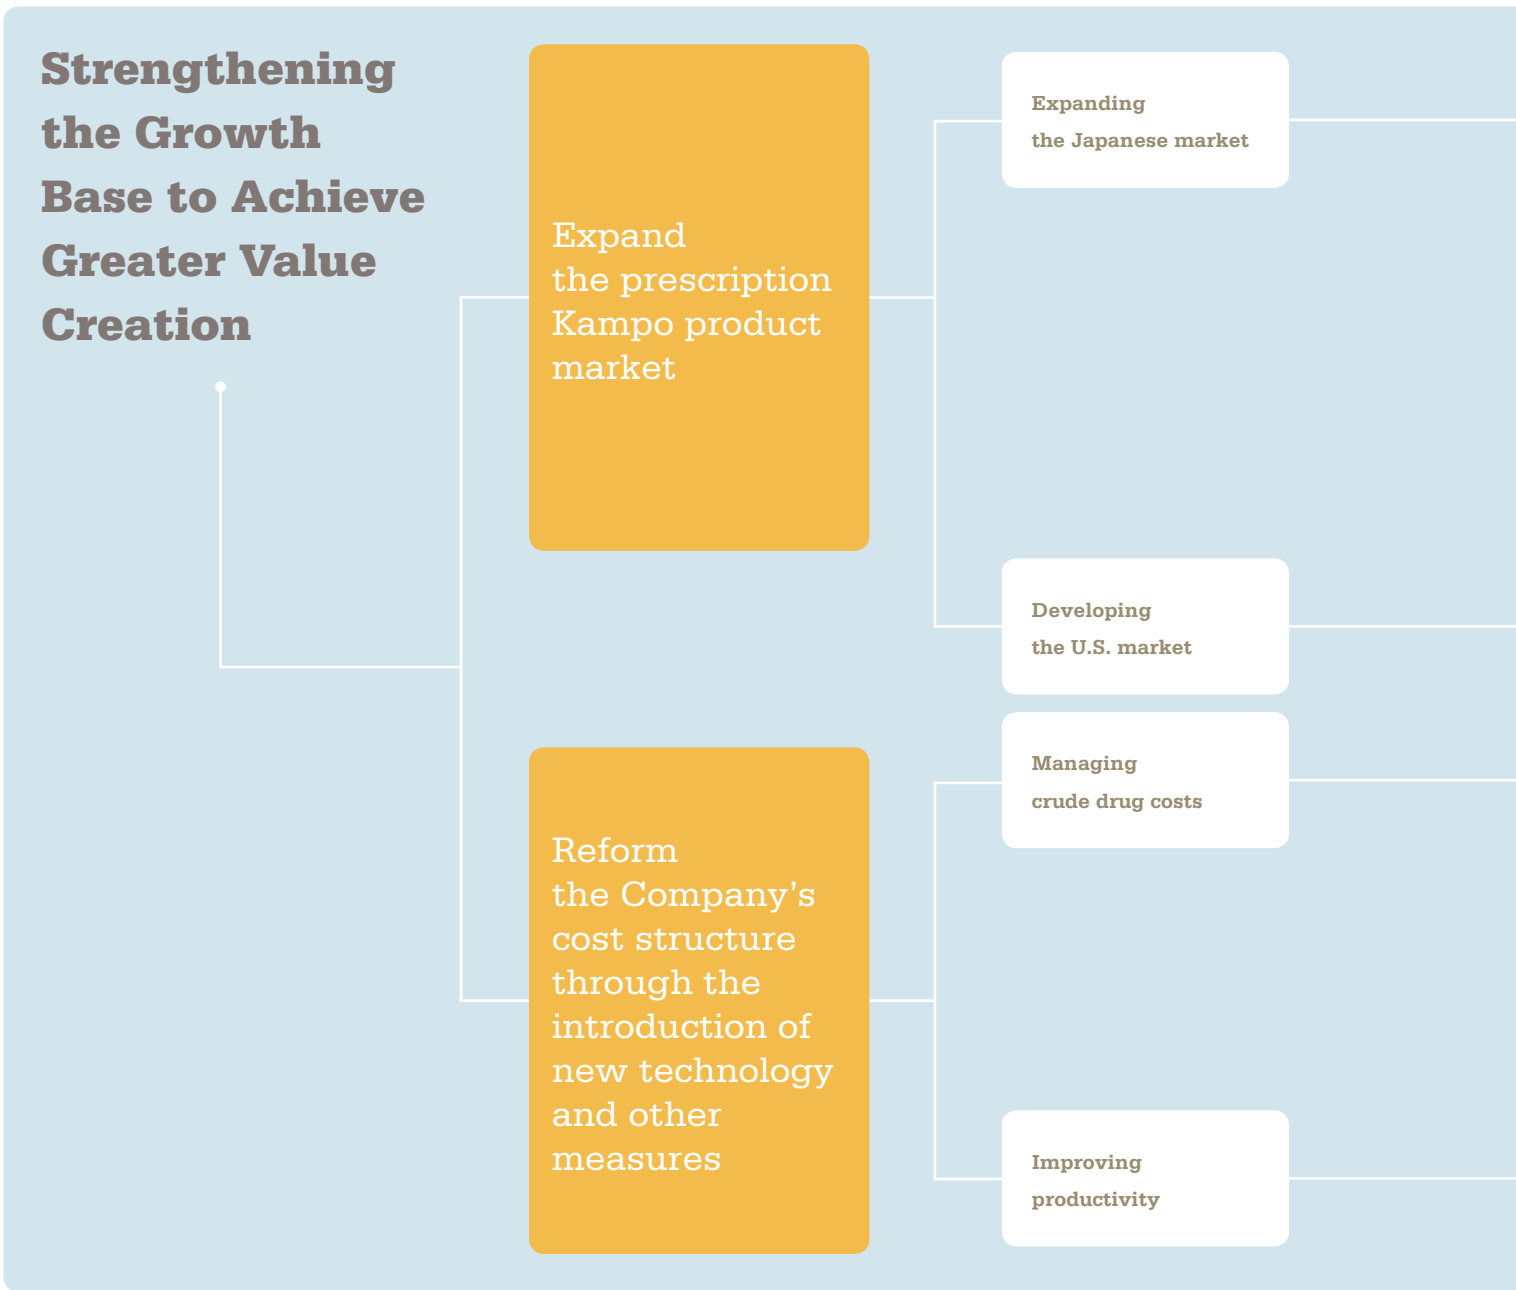 Strengthening
the Growth
Base to Achieve
Greater Value
Creation
Expand
the prescription
Kampo product
market
Expanding
the Japanese market
Developing
the U.S. market
Reform
the Company’s
cost structure
through the
introduction of
new technology
and other
measures
Managing
crude drug costs
Improving
productivity